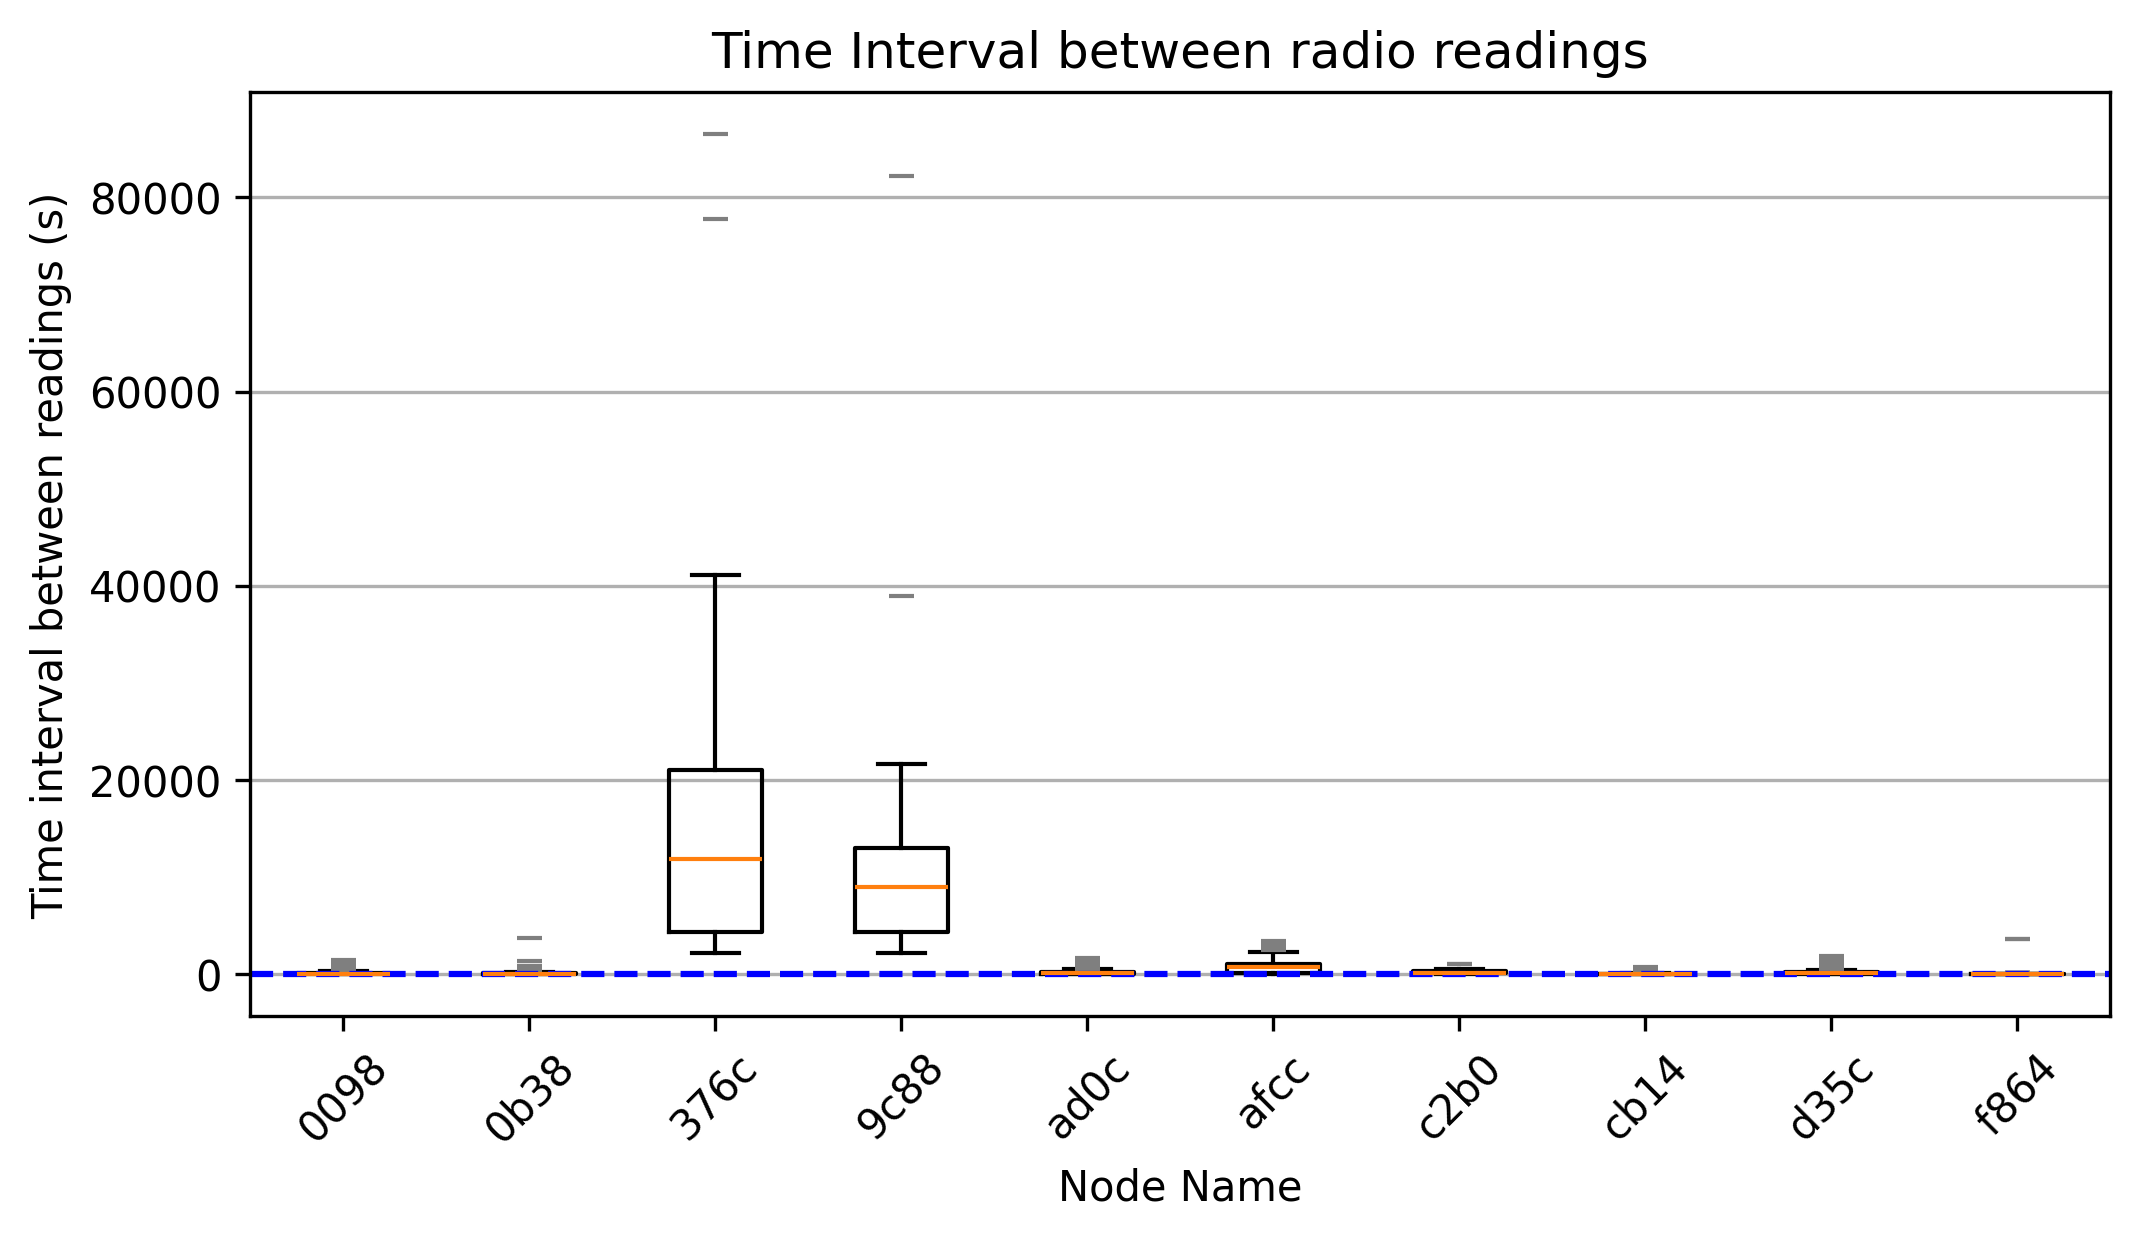 Time Interval between radio readings
Time interval between readings (s)
80000
60000
40000
20000
0
0098
0b38
376c
9c88
ad0c
afcc
c2b0
cb14
d35c
f864
Node Name